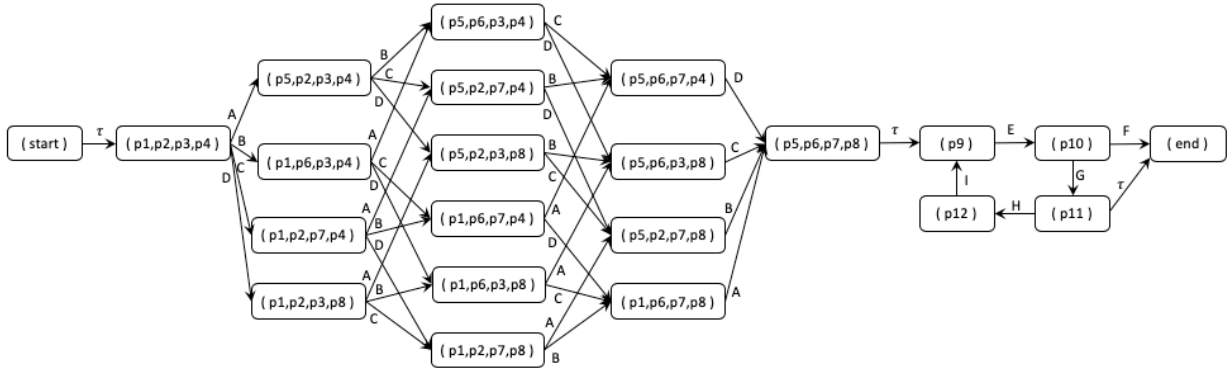 ( start )
τ
( p1,p2,p3,p4 )
A
B
C
D
( p5,p2,p3,p4 )
( p1,p6,p3,p4 )
( p1,p2,p7,p4 )
( p1,p2,p3,p8 )
B
C
D
A
C
D
A
B
D
A
B
C
( p5,p6,p3,p4 )
( p5,p2,p7,p4 )
( p5,p2,p3,p8 )
( p1,p6,p7,p4 )
( p1,p6,p3,p8 )
( p1,p2,p7,p8 )
C
D
B
D
B
C
A
D
A
C
A
B
( p5,p6,p7,p4 )
( p5,p6,p3,p8 )
( p5,p2,p7,p8 )
( p1,p6,p7,p8 )
D
C
B
A
( p5,p6,p7,p8 )
τ
( p9 )
E
( p10 )
F
( end )
I
G
τ
( p12 )
H
( p11 )